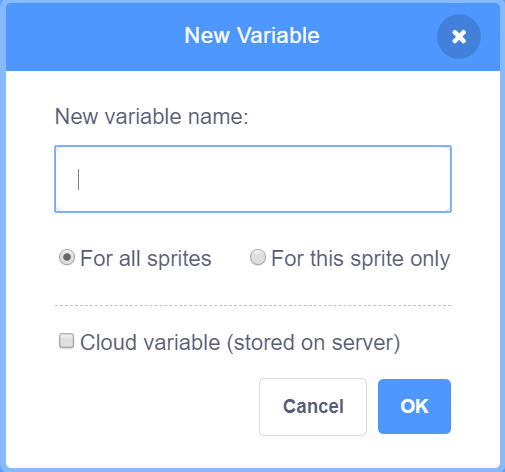 New Variable
New variable name:
For all sprites For this sprite only
Cloud variable (stored on server)
Cancel OK